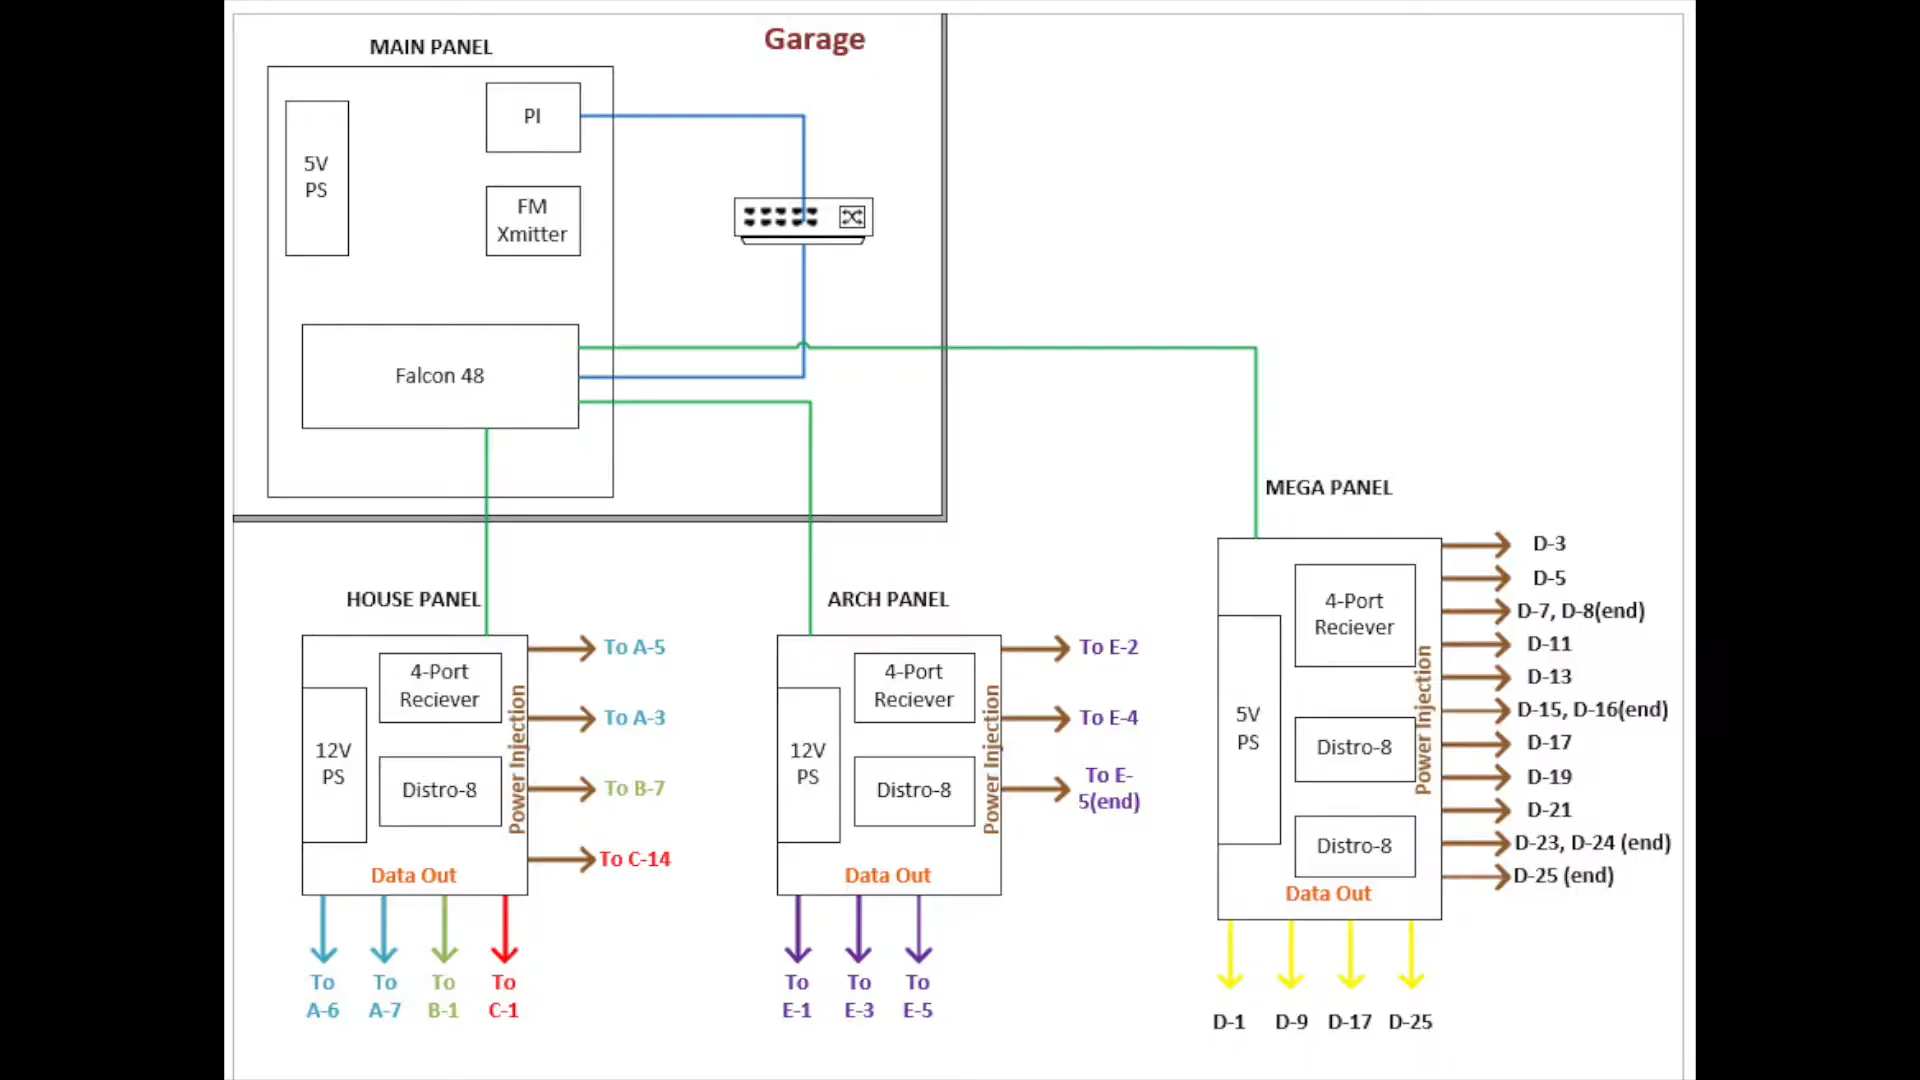 Garage
MAIN PANEL
5V
PS
PI
FM
Xmitter
Falcon 48
HOUSE PANEL
4-Port
Reciever
12V
PS
Distro-8
Power Injection
Data Out
To A-5
To A-3
To B-7
To C-14
To
A-6
To
A-7
To
B-1
To
C-1
ARCH PANEL
4-Port
Reciever
12V
PS
Distro-8
Power Injection
Data Out
To E-2
To E-4
To E-
5(end)
To
E-1
To
E-3
To
E-5
MEGA PANEL
4-Port
Reciever
5V
PS
Distro-8
Distro-8
Power Injection
Data Out
D-3
D-5
D-7, D-8(end)
D-11
D-13
D-15, D-16(end)
D-17
D-19
D-21
D-23, D-24 (end)
D-25 (end)
D-1
D-9
D-17
D-25